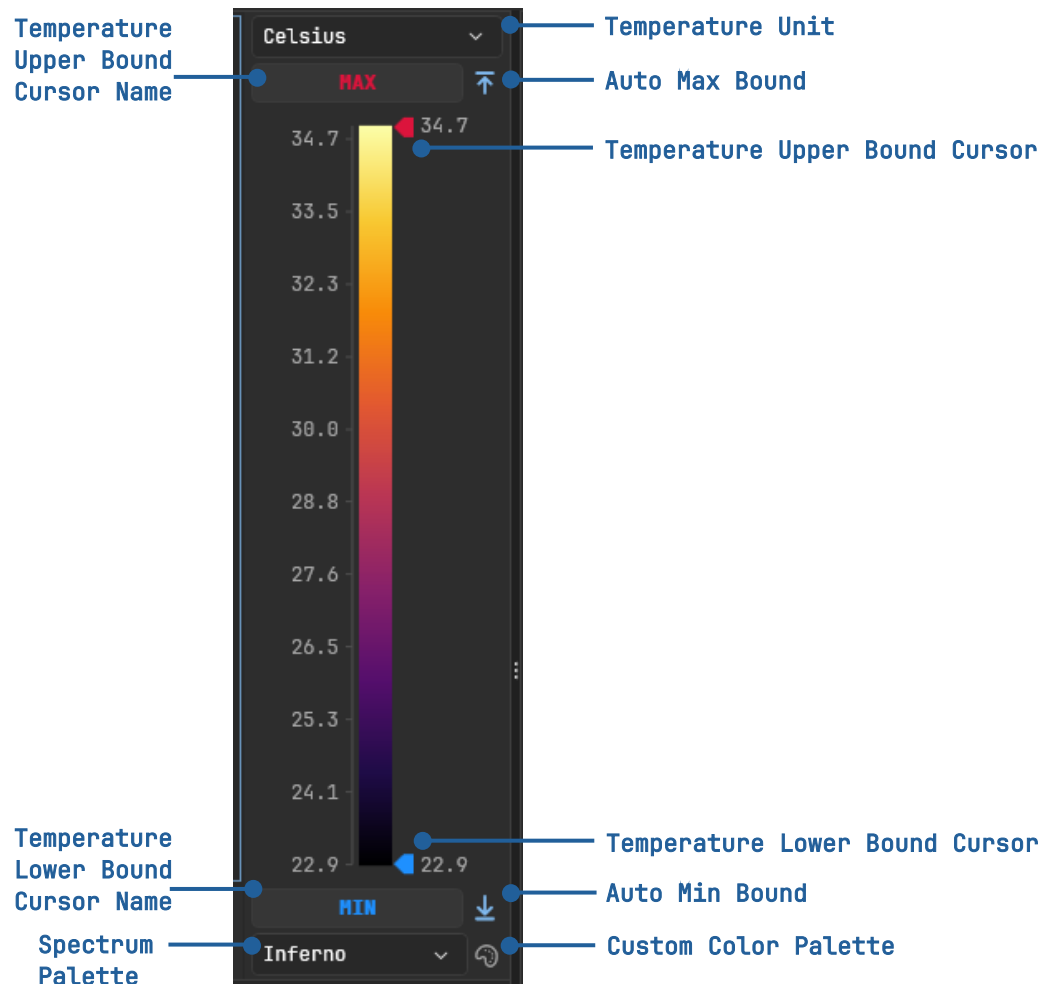 Temperature
Upper Bound
Cursor Name
Celsius
Temperature Unit
MAX
Auto Max Bound
34.7
34.7
Temperature Upper Bound Cursor
33.5
32.3
31.2
30.0
28.8
27.6
26.5
25.3
24.1
22.9
22.9
Temperature Lower Bound Cursor
Temperature
Lower Bound
Cursor Name
MIN
Auto Min Bound
Spectrum
Palette
Inferno
Custom Color Palette